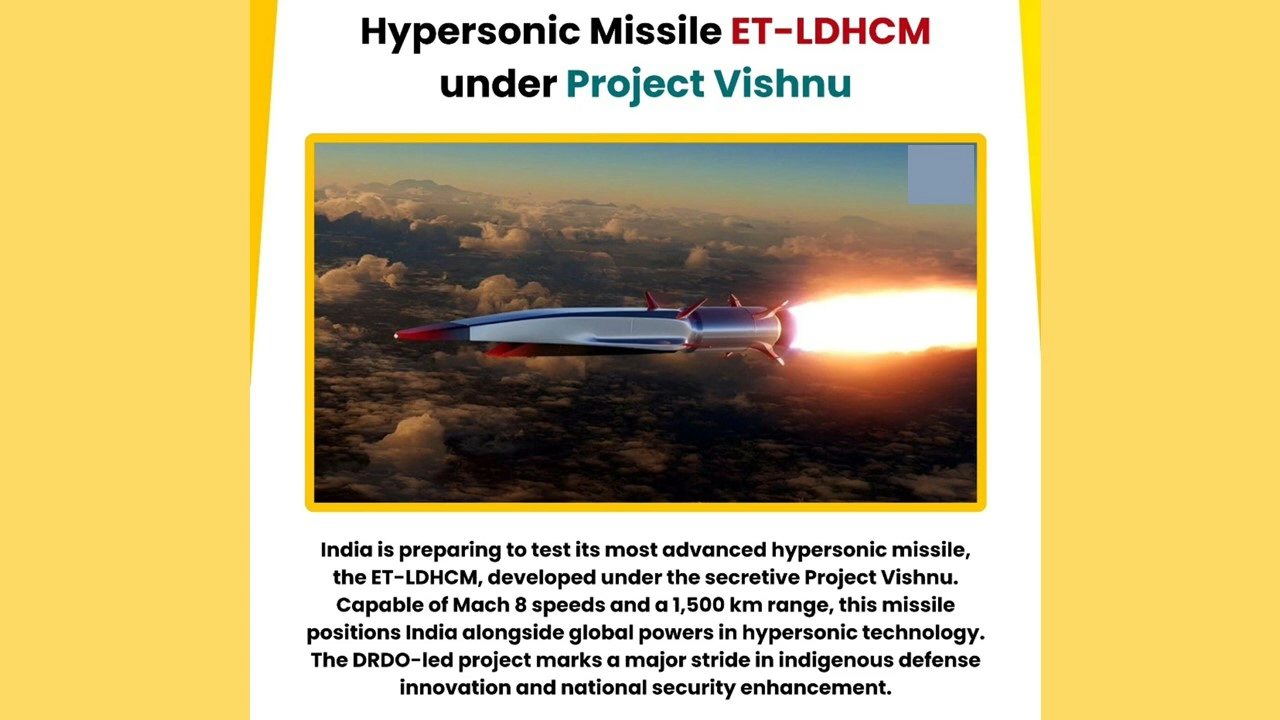 Hypersonic Missile ET-LDHCM
under Project Vishnu
India is preparing to test its most advanced hypersonic missile,
the ET-LDHCM, developed under the secretive Project Vishnu.
Capable of Mach 8 speeds and a 1,500 km range, this missile
positions India alongside global powers in hypersonic technology.
The DRDO-led project marks a major stride in indigenous defense
innovation and national security enhancement.